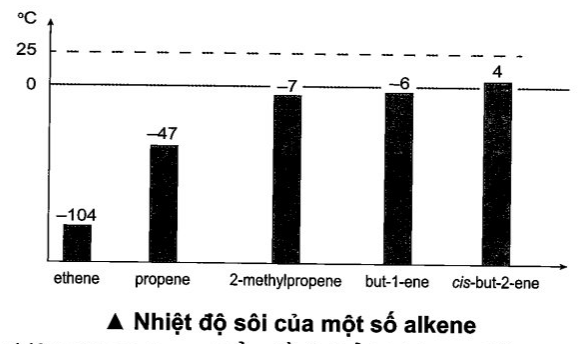 °C
25
0
−104
−47
−7
−6
4
ethene
propene
2-methylpropene
but-1-ene
cis-but-2-ene
▲ Nhiệt độ sôi của một số alkene